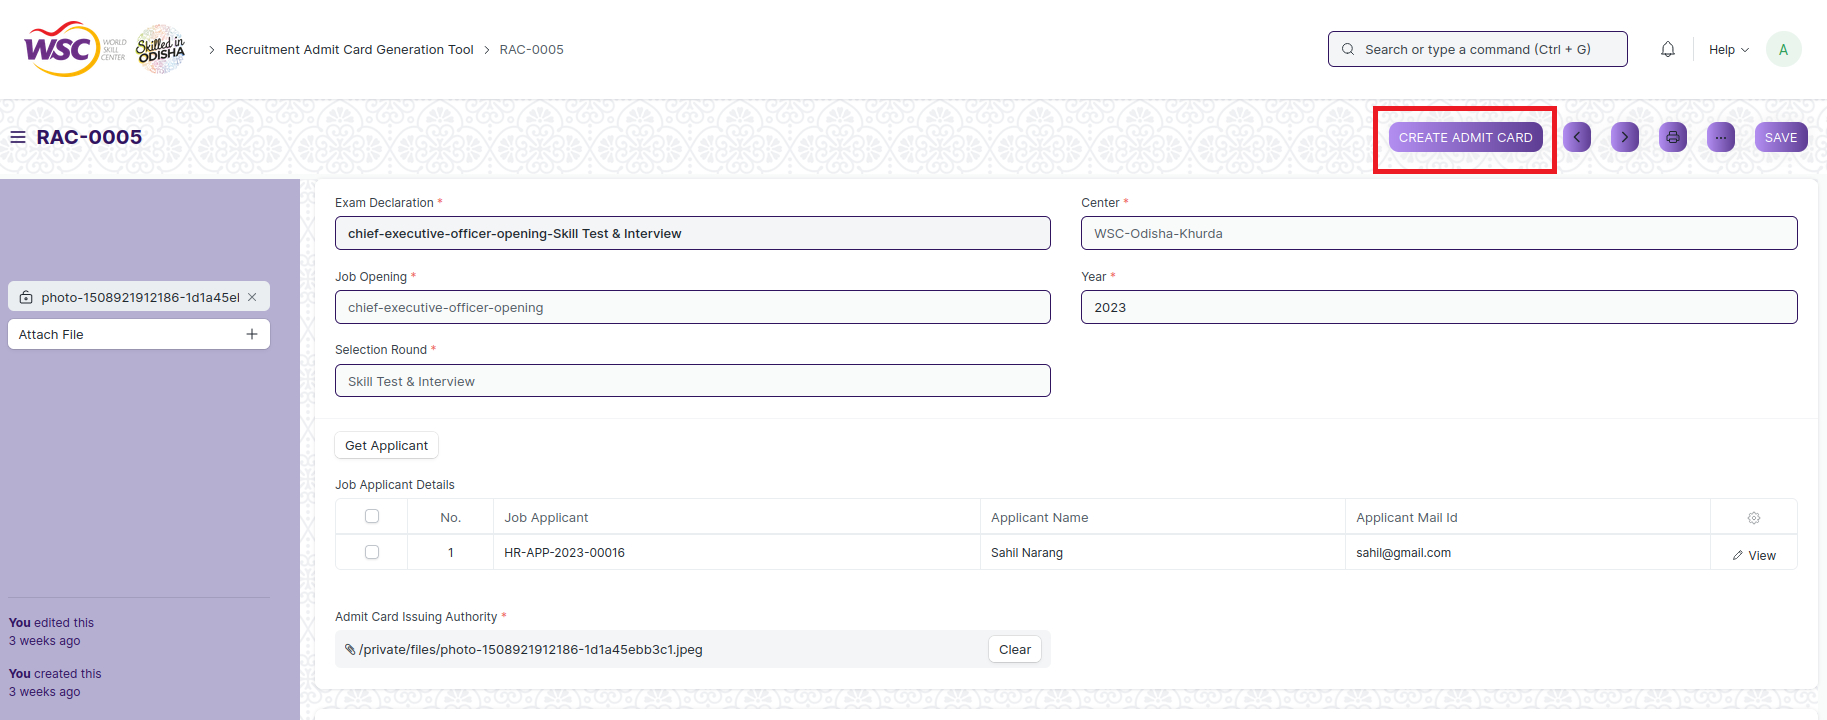 WSC WORLD SKILL CENTER
Skilled in ODISHA
Recruitment Admit Card Generation Tool
RAC-0005
Search or type a command (Ctrl + G)
Help
A
RAC-0005
CREATE ADMIT CARD
...
SAVE
photo-1508921912186-1d1a45el
Attach File
You edited this
3 weeks ago
You created this
3 weeks ago
Exam Declaration *
chief-executive-officer-opening-Skill Test & Interview
Center *
WSC-Odisha-Khurda
Job Opening *
chief-executive-officer-opening
Year *
2023
Selection Round *
Skill Test & Interview
Get Applicant
Job Applicant Details
No. Job Applicant Applicant Name Applicant Mail Id
1 HR-APP-2023-00016 Sahil Narang sahil@gmail.com View
Admit Card Issuing Authority *
/private/files/photo-1508921912186-1d1a45ebb3c1.jpeg Clear